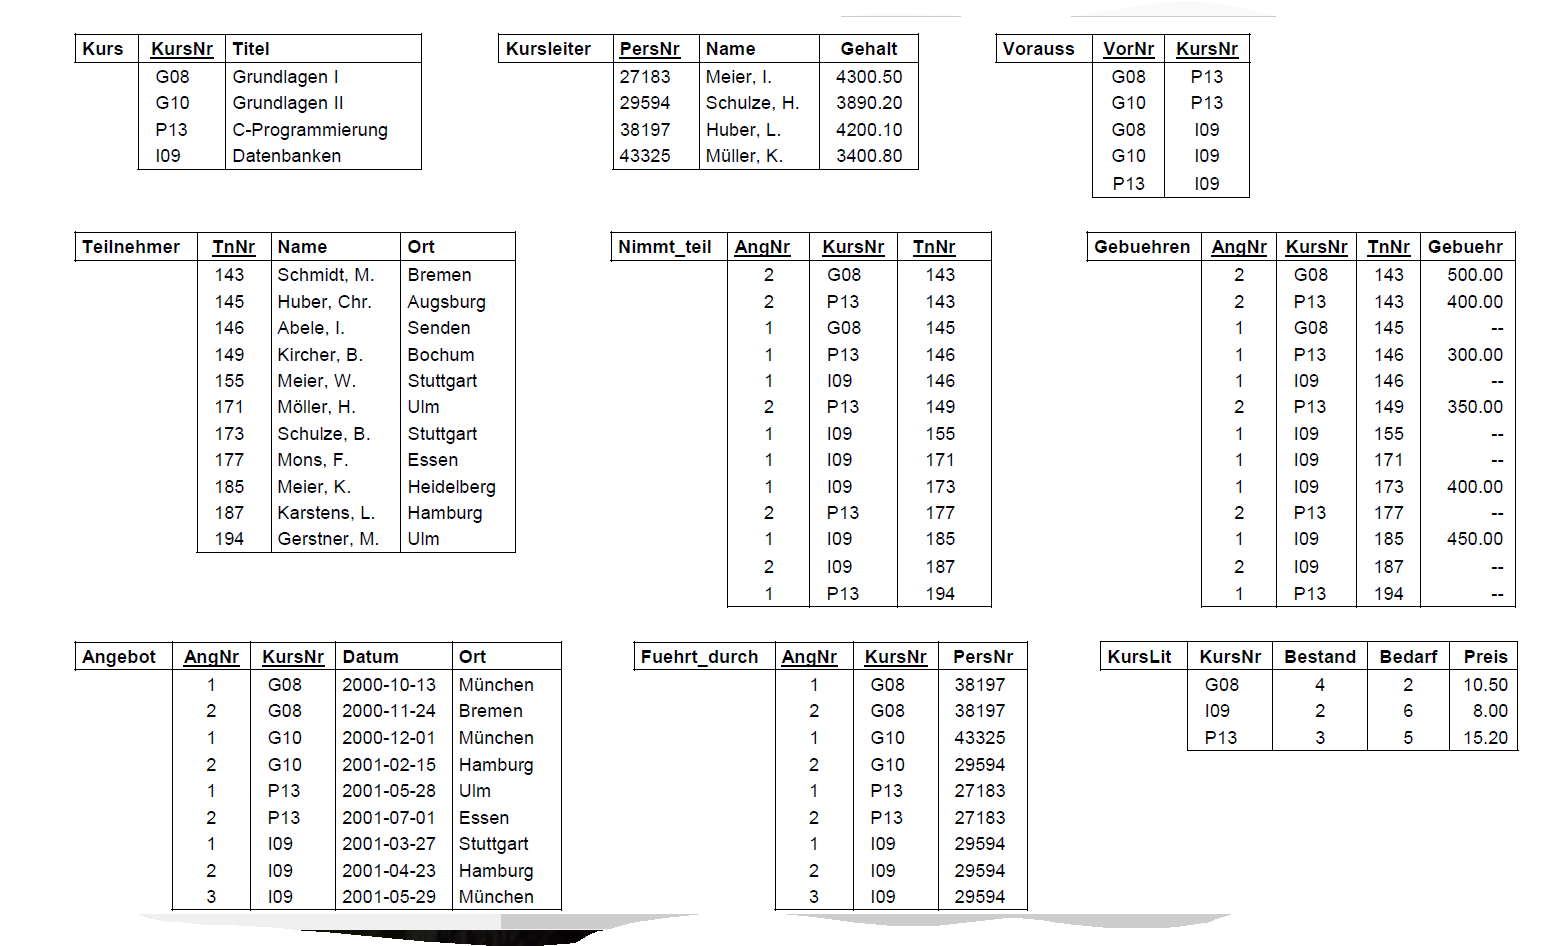 Kurs KursNr Titel
G08 Grundlagen I
G10 Grundlagen II
P13 C-Programmierung
I09 Datenbanken
Kursleiter PersNr Name Gehalt
27183 Meier, I. 4300.50
29594 Schulze, H. 3890.20
38197 Huber, L. 4200.10
43325 Müller, K. 3400.80
Vorauss VorNr KursNr
G08 P13
G10 P13
G08 I09
G10 I09
P13 I09
Teilnehmer TnNr Name Ort
143 Schmidt, M. Bremen
145 Huber, Chr. Augsburg
146 Abele, I. Senden
149 Kircher, B. Bochum
155 Meier, W. Stuttgart
171 Möller, H. Ulm
173 Schulze, B. Stuttgart
177 Mons, F. Essen
185 Meier, K. Heidelberg
187 Karstens, L. Hamburg
194 Gerstner, M. Ulm
Nimmt_teil AngNr KursNr TnNr
2 G08 143
2 P13 143
1 G08 145
1 P13 146
1 I09 146
2 P13 149
1 I09 155
1 I09 171
1 I09 173
2 P13 177
1 I09 185
2 I09 187
1 P13 194
Gebuehren AngNr KursNr TnNr Gebuehr
2 G08 143 500.00
2 P13 143 400.00
1 G08 145 --
1 P13 146 300.00
1 I09 146 --
2 P13 149 350.00
1 I09 155 --
1 I09 171 --
1 I09 173 400.00
2 P13 177 --
1 I09 185 450.00
2 I09 187 --
1 P13 194 --
Angebot AngNr KursNr Datum Ort
1 G08 2000-10-13 München
2 G08 2000-11-24 Bremen
1 G10 2000-12-01 München
2 G10 2001-02-15 Hamburg
1 P13 2001-05-28 Ulm
2 P13 2001-07-01 Essen
1 I09 2001-03-27 Stuttgart
2 I09 2001-04-23 Hamburg
3 I09 2001-05-29 München
Fuehrt_durch AngNr KursNr PersNr
1 G08 38197
2 G08 38197
1 G10 43325
2 G10 29594
1 P13 27183
2 P13 27183
1 I09 29594
2 I09 29594
3 I09 29594
KursLit KursNr Bestand Bedarf Preis
G08 4 2 10.50
I09 2 6 8.00
P13 3 5 15.20